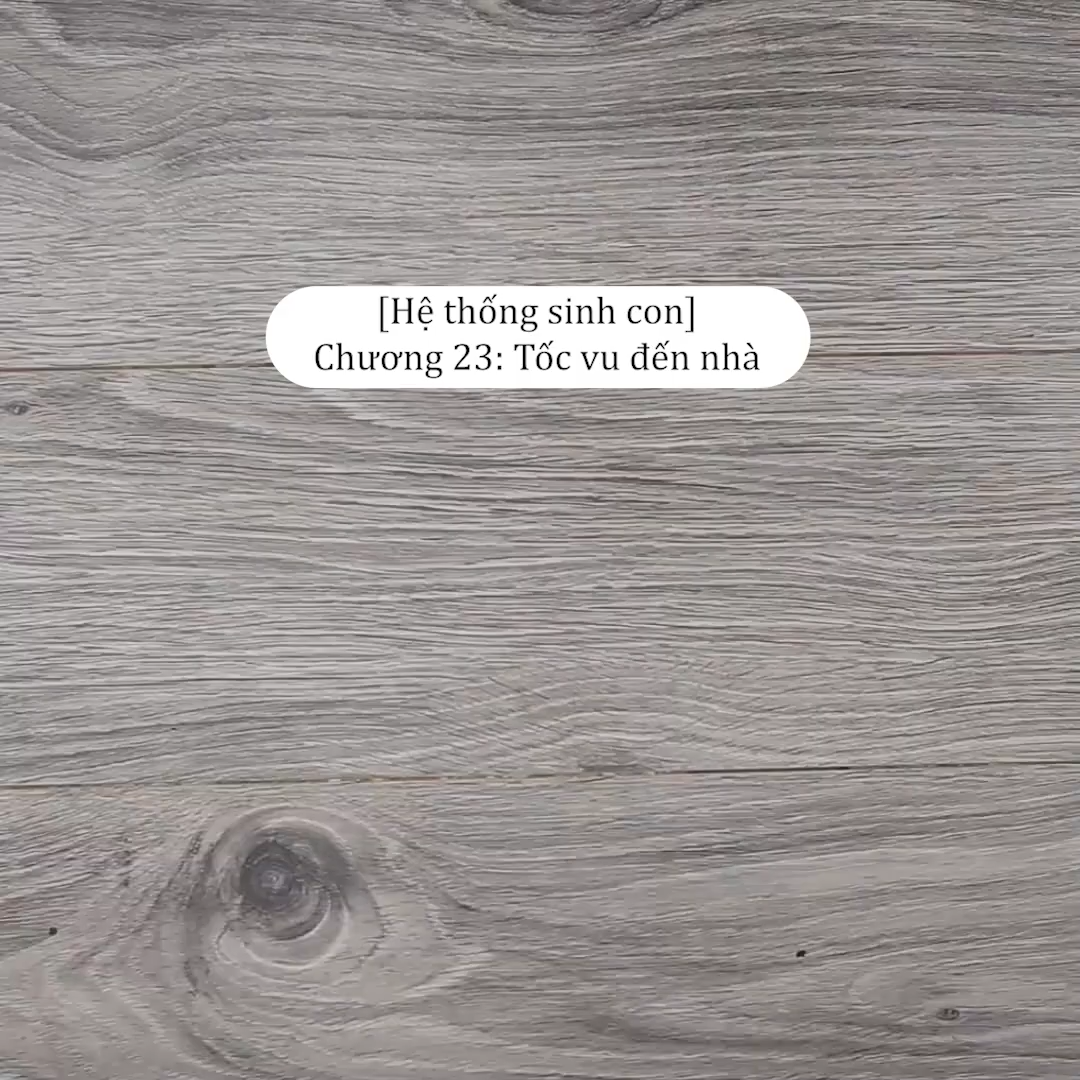 [Hệ thống sinh con]
Chương 23: Tốc vu đến nhà